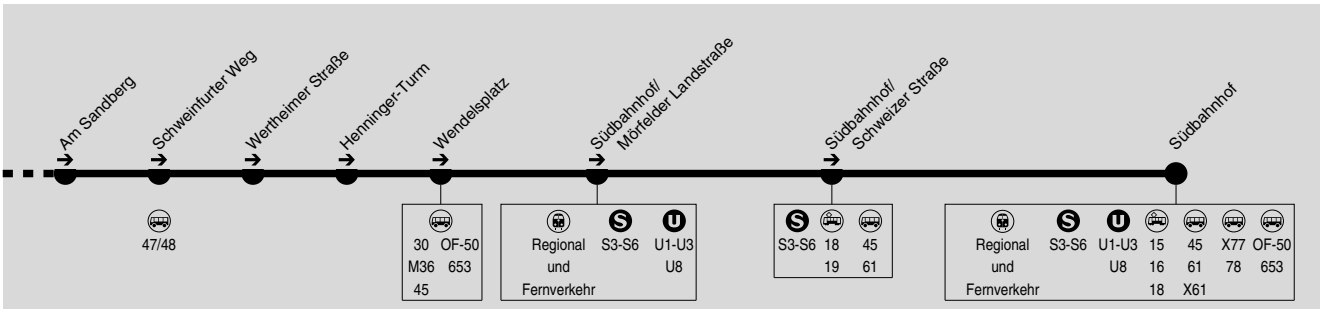 Am Sandberg
Schweinfurter Weg
Wertheimer Straße
Henninger-Turm
Wendelsplatz
Südbahnhof/
Mörfelder Landstraße
Südbahnhof/
Schweizer Straße
Südbahnhof
47/48
30 OF-50
M36 653
45
S U
Regional S3-S6 U1-U3
und U8
Fernverkehr
S
S3-S6 18 45
19 61
S U
Regional S3-S6 U1-U3 15 45 X77 OF-50
und U8 16 61 78 653
Fernverkehr 18 X61